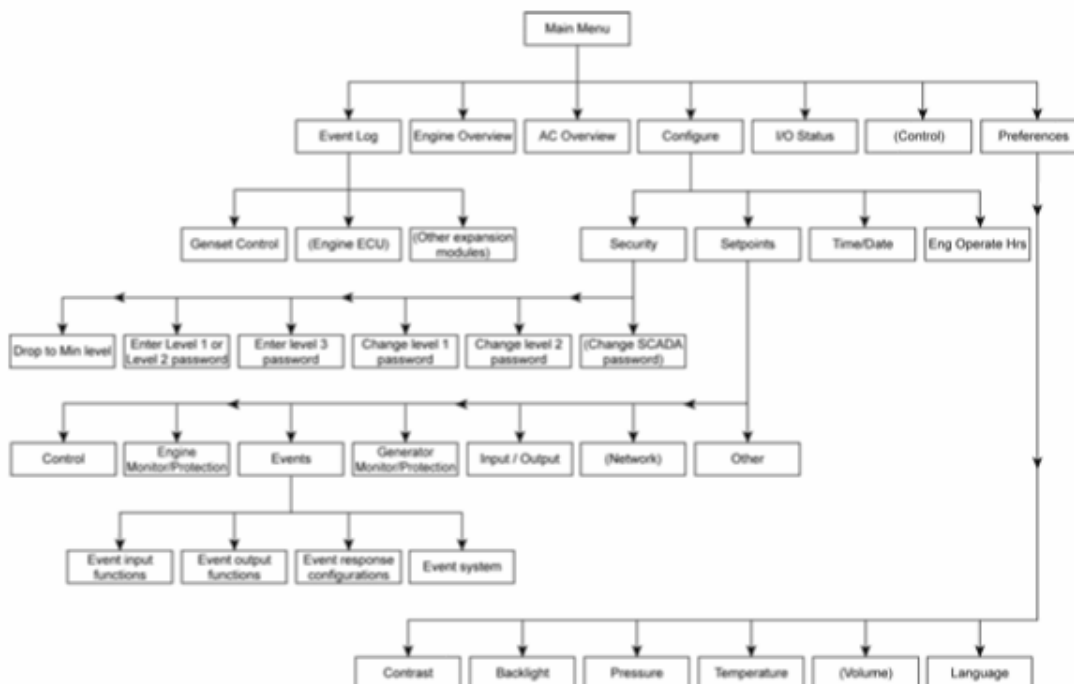 Main Menu
Event Log
Engine Overview
AC Overview
Configure
I/O Status
(Control)
Preferences
Genset Control
(Engine ECU)
(Other expansion
modules)
Security
Setpoints
Time/Date
Eng Operate Hrs
Drop to Min level
Enter Level 1 or
Level 2 password
Enter level 3
password
Change level 1
password
Change level 2
password
(Change SCADA
password)
Control
Engine
Monitor/Protection
Events
Generator
Monitor/Protection
Input / Output
(Network)
Other
Event input
functions
Event output
functions
Event response
configurations
Event system
Contrast
Backlight
Pressure
Temperature
(Volume)
Language